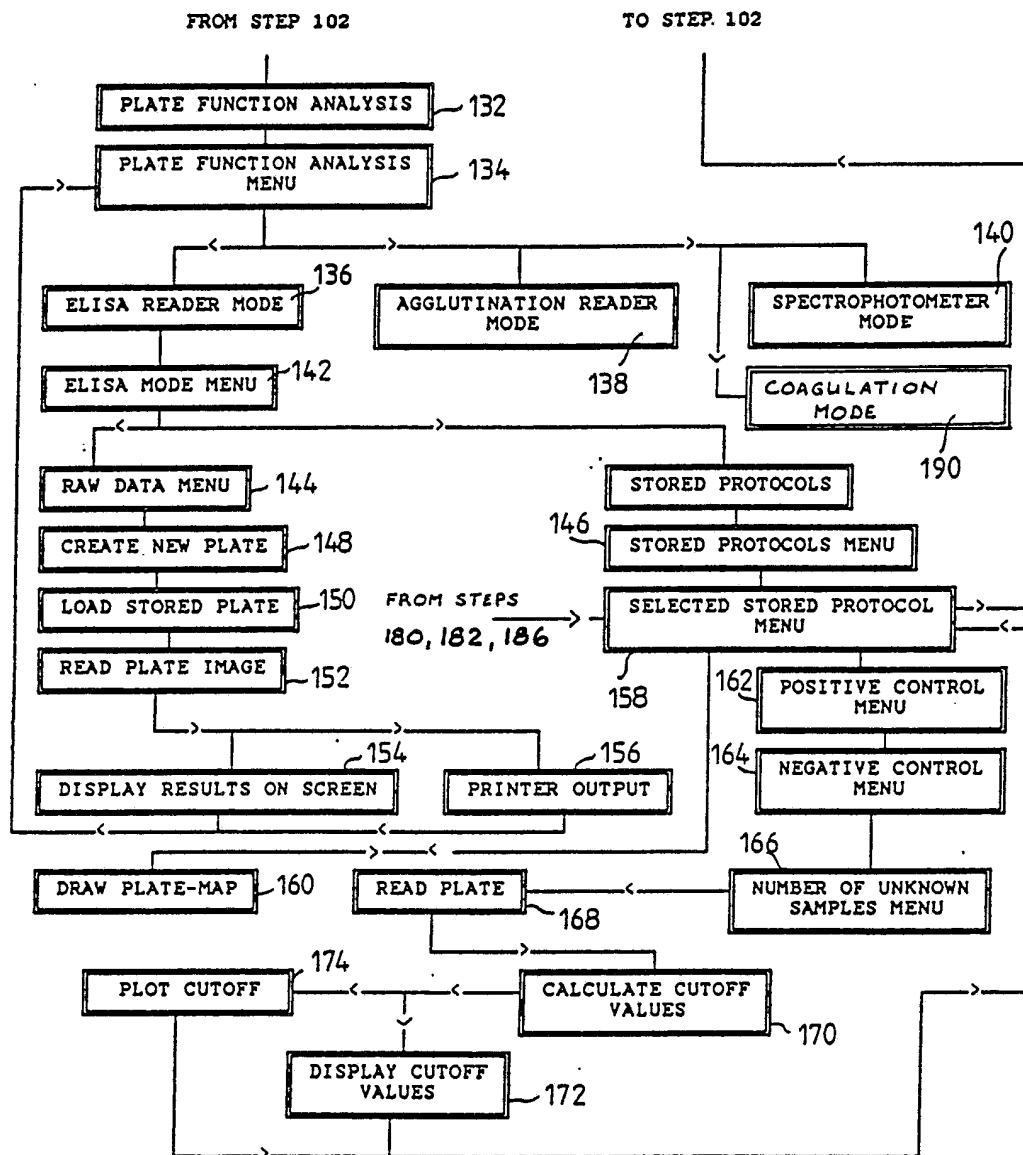 FROM STEP 102
TO STEP. 102
PLATE FUNCTION ANALYSIS
132
PLATE FUNCTION ANALYSIS
MENU
134
ELISA READER MODE
136
AGGLUTINATION READER
MODE
138
SPECTROPHOTOMETER
MODE
140
ELISA MODE MENU
142
COAGULATION
MODE
190
RAW DATA MENU
144
STORED PROTOCOLS
CREATE NEW PLATE
148
146
STORED PROTOCOLS MENU
LOAD STORED PLATE
150
FROM STEPS
180, 182, 186
SELECTED STORED PROTOCOL
MENU
158
READ PLATE IMAGE
152
162
POSITIVE CONTROL
MENU
164
NEGATIVE CONTROL
MENU
154
DISPLAY RESULTS ON SCREEN
156
PRINTER OUTPUT
DRAW PLATE-MAP
160
READ PLATE
168
166
NUMBER OF UNKNOWN
SAMPLES MENU
PLOT CUTOFF
174
CALCULATE CUTOFF
VALUES
170
DISPLAY CUTOFF
VALUES
172